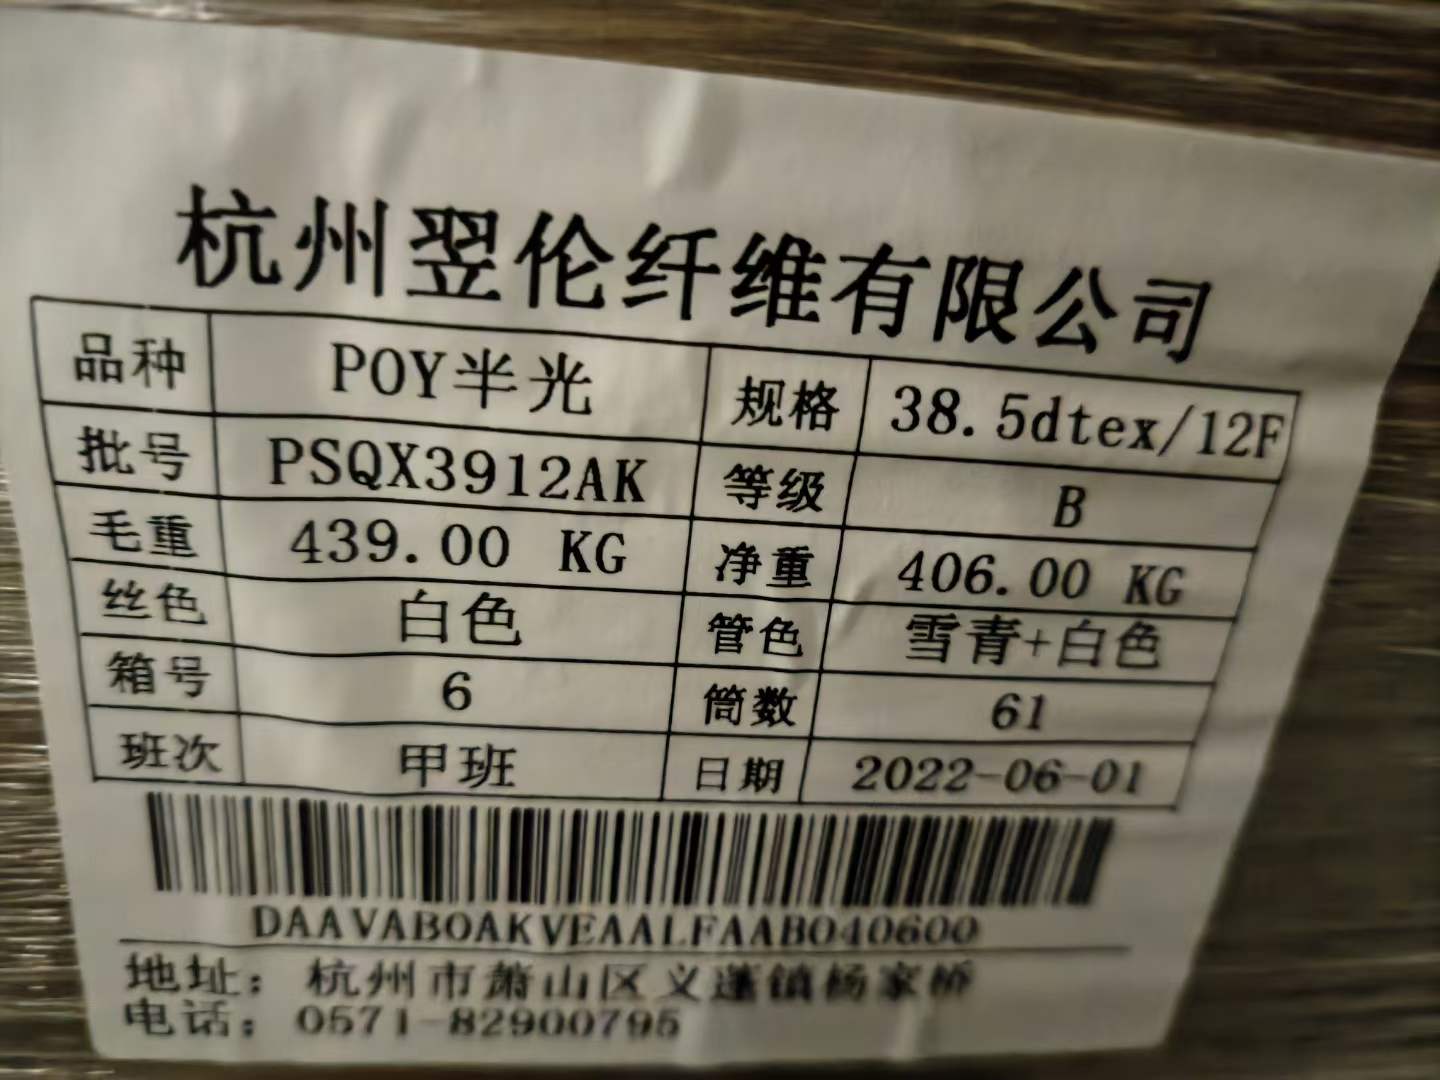 杭州翌伦纤维有限公司
品种 POY半光 规格 38.5dtex/12F
批号 PSQX3912AK 等级 B
毛重 439.00 KG 净重 406.00 KG
丝色 白色 管色 雪青+白色
箱号 6 筒数 61
班次 甲班 日期 2022-06-01
DAAVABOAKVEAALFAABO40600
地址：杭州市萧山区义蓬镇杨家桥
电话：0571-82900795